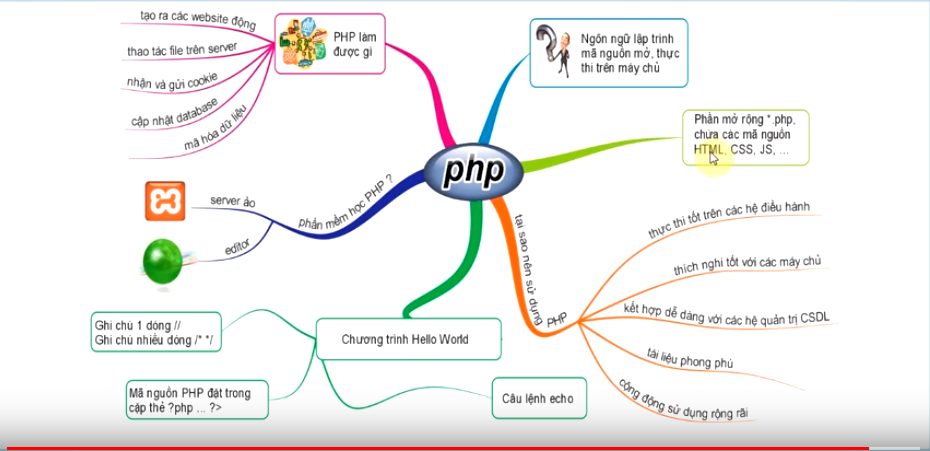 tạo ra các website động
thao tác file trên server
nhận và gửi cookie
cập nhật database
mã hóa dữ liệu
PHP làm
được gì
Ngôn ngữ lập trình
mã nguồn mở, thực
thi trên máy chủ
Phần mở rộng *.php.
chứa các mã nguồn
HTML, CSS, JS, ...
php
phần mềm học PHP ?
server ảo
editor
tại sao nên sử dụng PHP
thực thi tốt trên các hệ điều hành
thích nghi tốt với các máy chủ
kết hợp dễ dàng với các hệ quản trị CSDL
tài liệu phong phú
cộng động sử dụng rộng rãi
Chương trình Hello World
Ghi chú 1 dòng //
Ghi chú nhiều dòng /* */
Mã nguồn PHP đặt trong
cặp thẻ ?php ... ?>
Câu lệnh echo